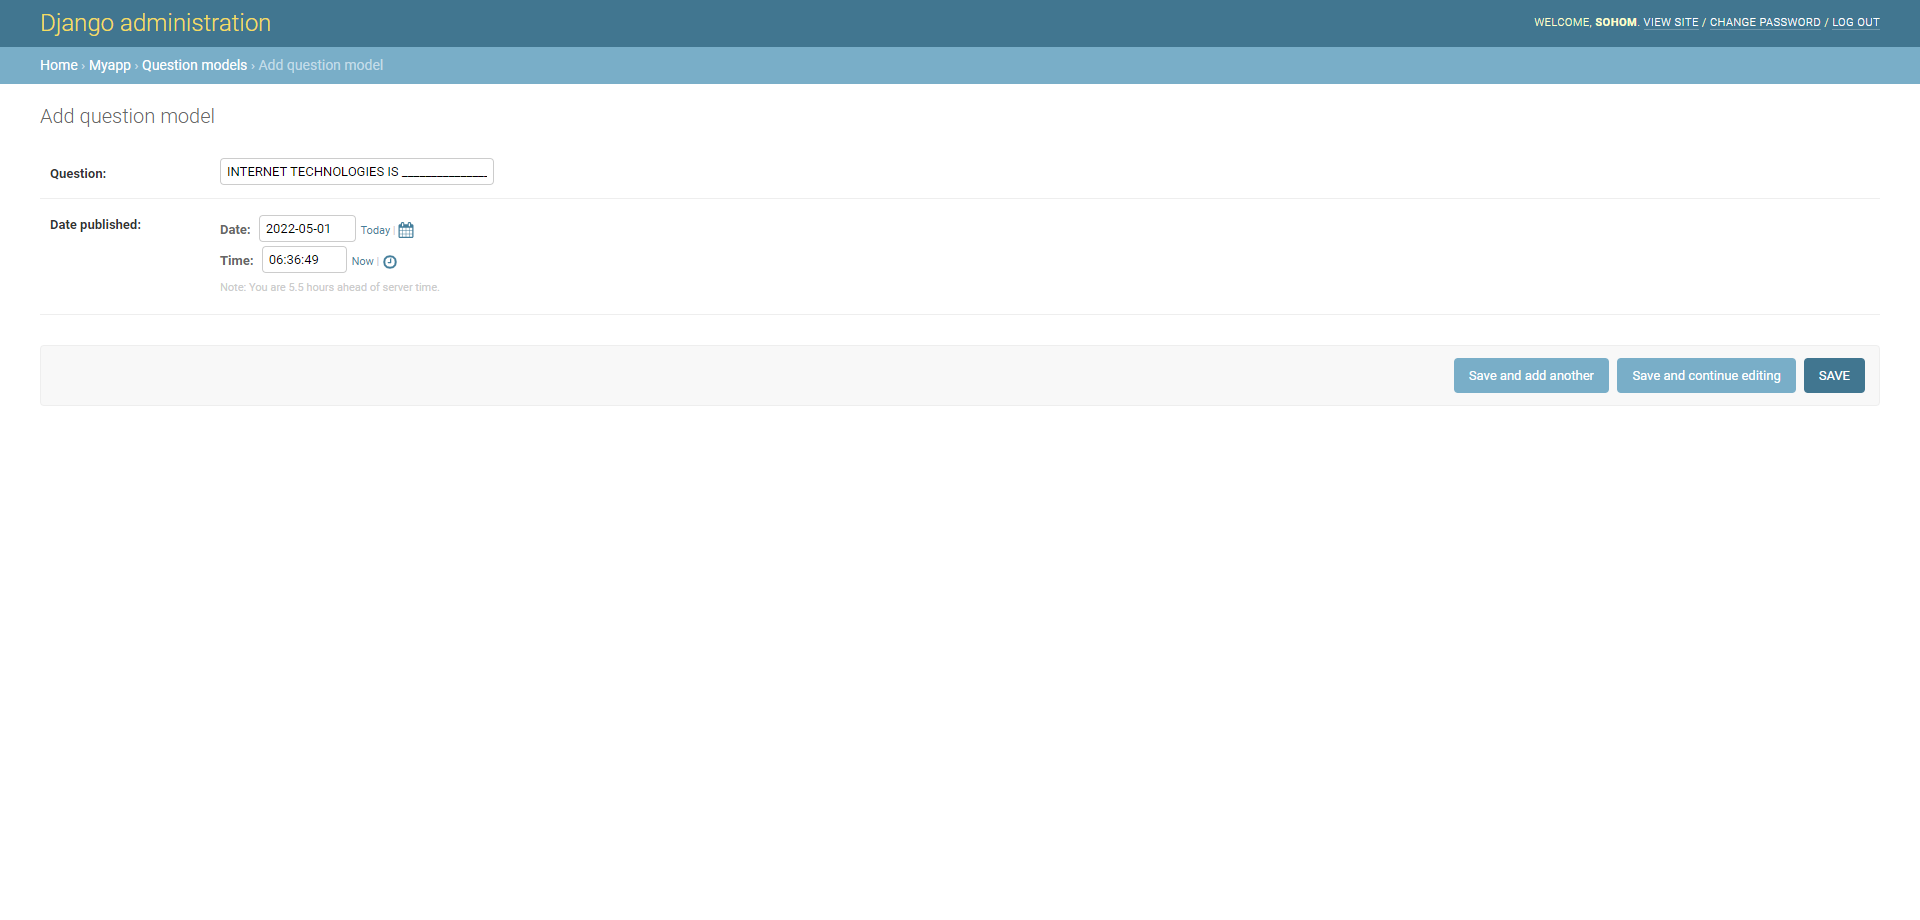 Django administration
WELCOME, SOHOM. VIEW SITE / CHANGE PASSWORD / LOG OUT
Home › Myapp › Question models › Add question model
Add question model
Question: INTERNET TECHNOLOGIES IS ______________
Date published:
Date: 2022-05-01 Today |
Time: 06:36:49 Now |
Note: You are 5.5 hours ahead of server time.
Save and add another Save and continue editing SAVE